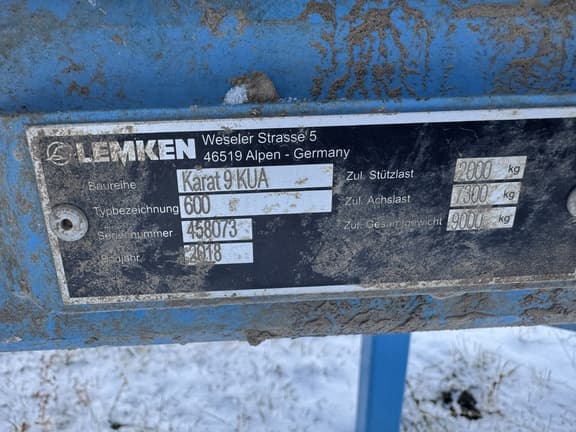 LEMKEN
Weseler Strasse 5
46519 Alpen - Germany
Baureihe Karat 9 KUA
Typbezeichnung 600
Seriennummer 458073
Baujahr 2018
Zul. Stützlast 2000 kg
Zul. Achslast 7300 kg
Zul. Gesamtgewicht 9000 kg